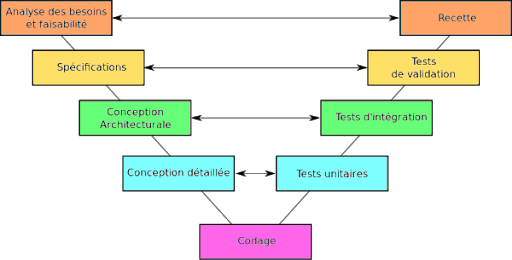 Analyse des besoins
et faisabilité
Recette
Spécifications
Tests
de validation
Conception
Architecturale
Tests d'intégration
Conception détaillée
Tests unitaires
Codage